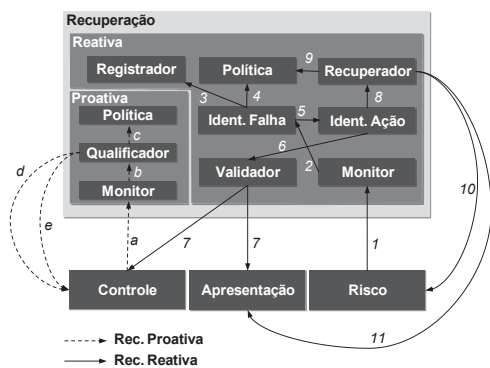 Recuperação
Reativa
Registrador
Política
9
Recuperador
3
4
8
Proativa
Política
Ident. Falha
5
Ident. Ação
c
Qualificador
6
d
b
Validador
2
Monitor
Monitor
10
e
a
7
7
1
Controle
Apresentação
Risco
11
Rec. Proativa
Rec. Reativa